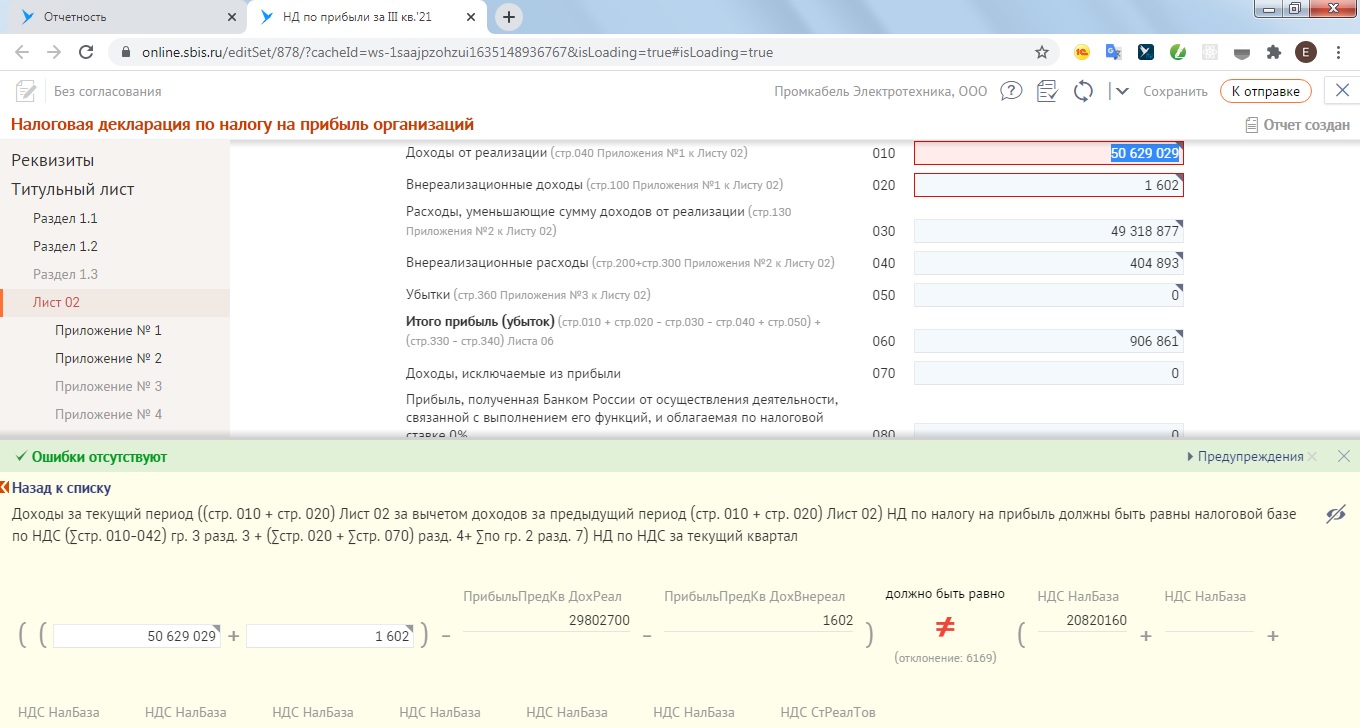 Отчетность
НД по прибыли за III кв.'21
online.sbis.ru/editSet/878/?cacheId=ws-1saajpzohzui1635148936767&isLoading=true#isLoading=true
Е
Без согласования
Промкабель Электротехника, ООО
Сохранить
К отправке
Налоговая декларация по налогу на прибыль организаций
Отчет создан
Реквизиты
Титульный лист
Раздел 1.1
Раздел 1.2
Раздел 1.3
Лист 02
Приложение № 1
Приложение № 2
Приложение № 3
Приложение № 4
Доходы от реализации (стр.040 Приложения №1 к Листу 02) 010 50 629 029
Внереализационные доходы (стр.100 Приложения №1 к Листу 02) 020 1 602
Расходы, уменьшающие сумму доходов от реализации (стр.130
Приложения №2 к Листу 02) 030 49 318 877
Внереализационные расходы (стр.200+стр.300 Приложения №2 к Листу 02) 040 404 893
Убытки (стр.360 Приложения №3 к Листу 02) 050 0
Итого прибыль (убыток) (стр.010 + стр.020 - стр.030 - стр.040 + стр.050) +
(стр.330 - стр.340) Листа 06 060 906 861
Доходы, исключаемые из прибыли 070 0
Прибыль, полученная Банком России от осуществления деятельности,
связанной с выполнением его функций, и облагаемая по налоговой
ставке 0% 080 0
Ошибки отсутствуют
Предупреждения
Назад к списку
Доходы за текущий период ((стр. 010 + стр. 020) Лист 02 за вычетом доходов за предыдущий период (стр. 010 + стр. 020) Лист 02) НД по налогу на прибыль должны быть равны налоговой базе
по НДС (∑стр. 010-042) гр. 3 разд. 3 + (∑стр. 020 + ∑стр. 070) разд. 4+ ∑по гр. 2 разд. 7) НД по НДС за текущий квартал
ПрибыльПредКв ДохРеал ПрибыльПредКв ДохВнереал должно быть равно НДС НалБаза НДС НалБаза
( ( 50 629 029 + 1 602 ) - 29802700 - 1602 ) ≠ ( 20820160 + +
(отклонение: 6169)
НДС НалБаза НДС НалБаза НДС НалБаза НДС НалБаза НДС НалБаза НДС НалБаза НДС СтРеалТов